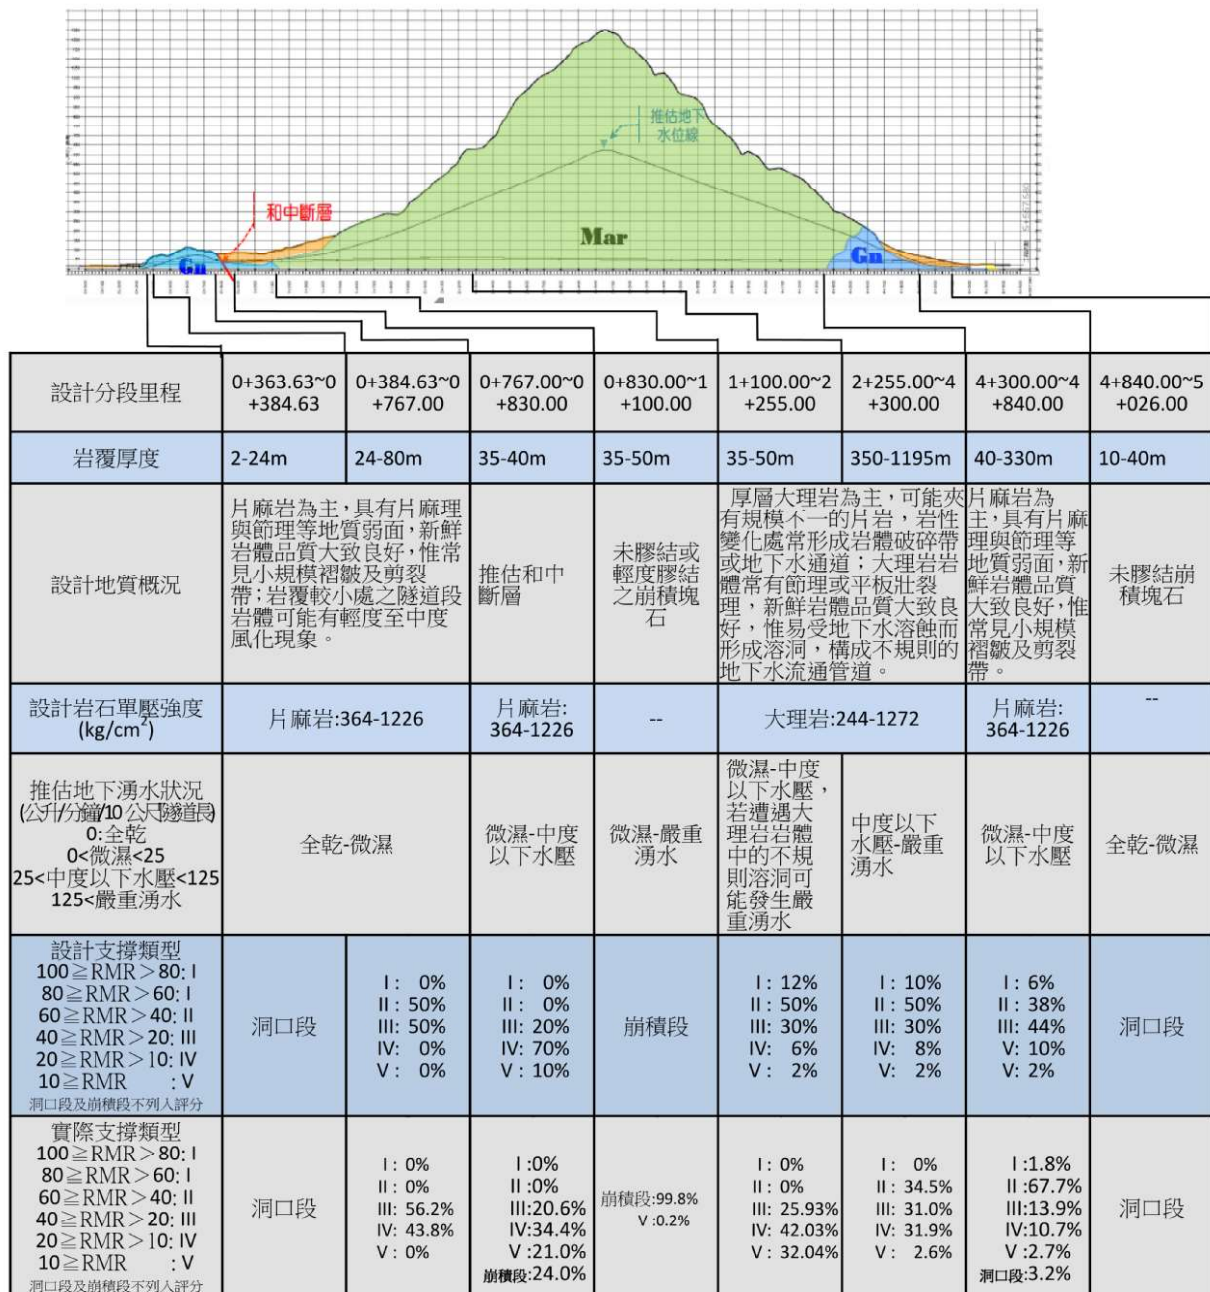 推估地下
水位線
和中斷層
Mar
Gn
Gn
設計分段里程
0+363.63~0
+384.63
0+384.63~0
+767.00
0+767.00~0
+830.00
0+830.00~1
+100.00
1+100.00~2
+255.00
2+255.00~4
+300.00
4+300.00~4
+840.00
4+840.00~5
+026.00
岩覆厚度
2-24m
24-80m
35-40m
35-50m
35-50m
350-1195m
40-330m
10-40m
設計地質概況
片麻岩為主，具有片麻理
與節理等地質弱面，新鮮
岩體品質大致良好，惟常
見小規模褶皺及剪裂
帶；岩覆較小處之隧道段
岩體可能有輕度至中度
風化現象。
推估和中
斷層
未膠結或
輕度膠結
之崩積塊
石
厚層大理岩為主，可能夾
有規模不一的片岩，岩性
變化處常形成岩體破碎帶
或地下水通道；大理岩岩
體常有節理或平板壯裂
理，新鮮岩體品質大致良
好，惟易受地下水溶蝕而
形成溶洞，構成不規則的
地下水流通管道。
片麻岩為
主，具有片麻
理與節理等
地質弱面，新
鮮岩體品質
大致良好，惟
常見小規模
褶皺及剪裂
帶。
未膠結崩
積塊石
設計岩石單壓強度
(kg/cm²)
片麻岩:364-1226
片麻岩:
364-1226
--
大理岩:244-1272
片麻岩:
364-1226
--
推估地下湧水狀況
(公升/分鐘/10公尺隧道長)
0:全乾
0<微濕<25
25<中度以下水壓<125
125<嚴重湧水
全乾-微濕
微濕-中度
以下水壓
微濕-嚴重
湧水
微濕-中度
以下水壓，
若遭遇大
理岩岩體
中的不規
則溶洞可
能發生嚴
重湧水
中度以下
水壓-嚴重
湧水
微濕-中度
以下水壓
全乾-微濕
設計支撐類型
100≧RMR＞80: I
80≧RMR＞60: I
60≧RMR＞40: II
40≧RMR＞20: III
20≧RMR＞10: IV
10≧RMR : V
洞口段及崩積段不列入評分
洞口段
I: 0%
II: 50%
III: 50%
IV: 0%
V: 0%
I: 0%
II: 0%
III: 20%
IV: 70%
V: 10%
崩積段
I: 12%
II: 50%
III: 30%
IV: 6%
V: 2%
I: 10%
II: 50%
III: 30%
IV: 8%
V: 2%
I: 6%
II: 38%
III: 44%
V: 10%
V: 2%
洞口段
實際支撐類型
100≧RMR＞80: I
80≧RMR＞60: I
60≧RMR＞40: II
40≧RMR＞20: III
20≧RMR＞10: IV
10≧RMR : V
洞口段及崩積段不列入評分
洞口段
I: 0%
II: 0%
III: 56.2%
IV: 43.8%
V: 0%
I:0%
II:0%
III:20.6%
IV:34.4%
V:21.0%
崩積段:24.0%
崩積段:99.8%
V:0.2%
I: 0%
II: 0%
III: 25.93%
IV: 42.03%
V: 32.04%
I: 0%
II: 34.5%
III: 31.0%
IV: 31.9%
V: 2.6%
I:1.8%
II:67.7%
III:13.9%
IV:10.7%
V:2.7%
洞口段:3.2%
洞口段